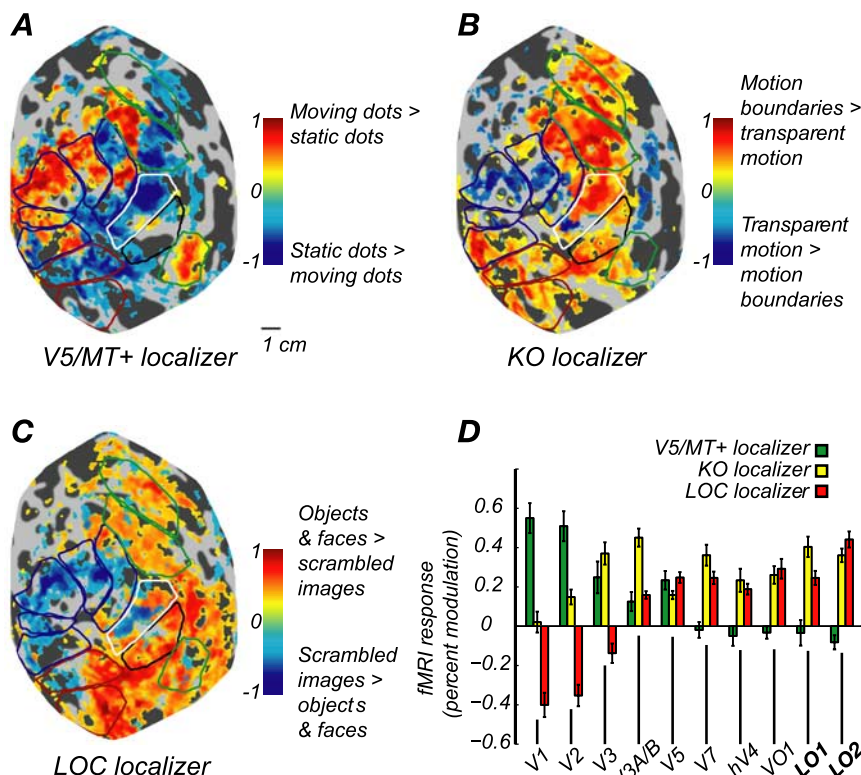 A
1
0
-1
Moving dots >
static dots
Static dots >
moving dots
1 cm
V5/MT+ localizer
B
Motion
boundaries >
transparent
motion
1
0
-1
Transparent
motion >
motion
boundaries
KO localizer
C
Objects
& faces >
scrambled
images
1
0
-1
Scrambled
images >
objects
& faces
LOC localizer
D
V5/MT+ localizer
KO localizer
LOC localizer
fMRI response
(percent modulation)
0.6
0.4
0.2
0
-0.2
-0.4
-0.6
V1
V2
V3
V3A/B
V5
V7
hV4
VO1
LO1
LO2